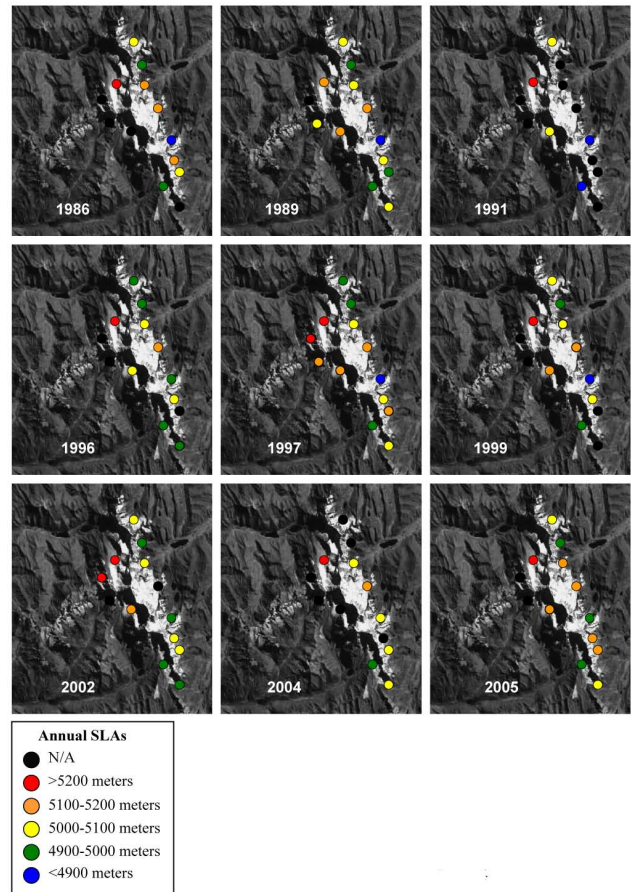 1986
1989
1991
1996
1997
1999
2002
2004
2005
Annual SLAs
N/A
>5200 meters
5100-5200 meters
5000-5100 meters
4900-5000 meters
<4900 meters